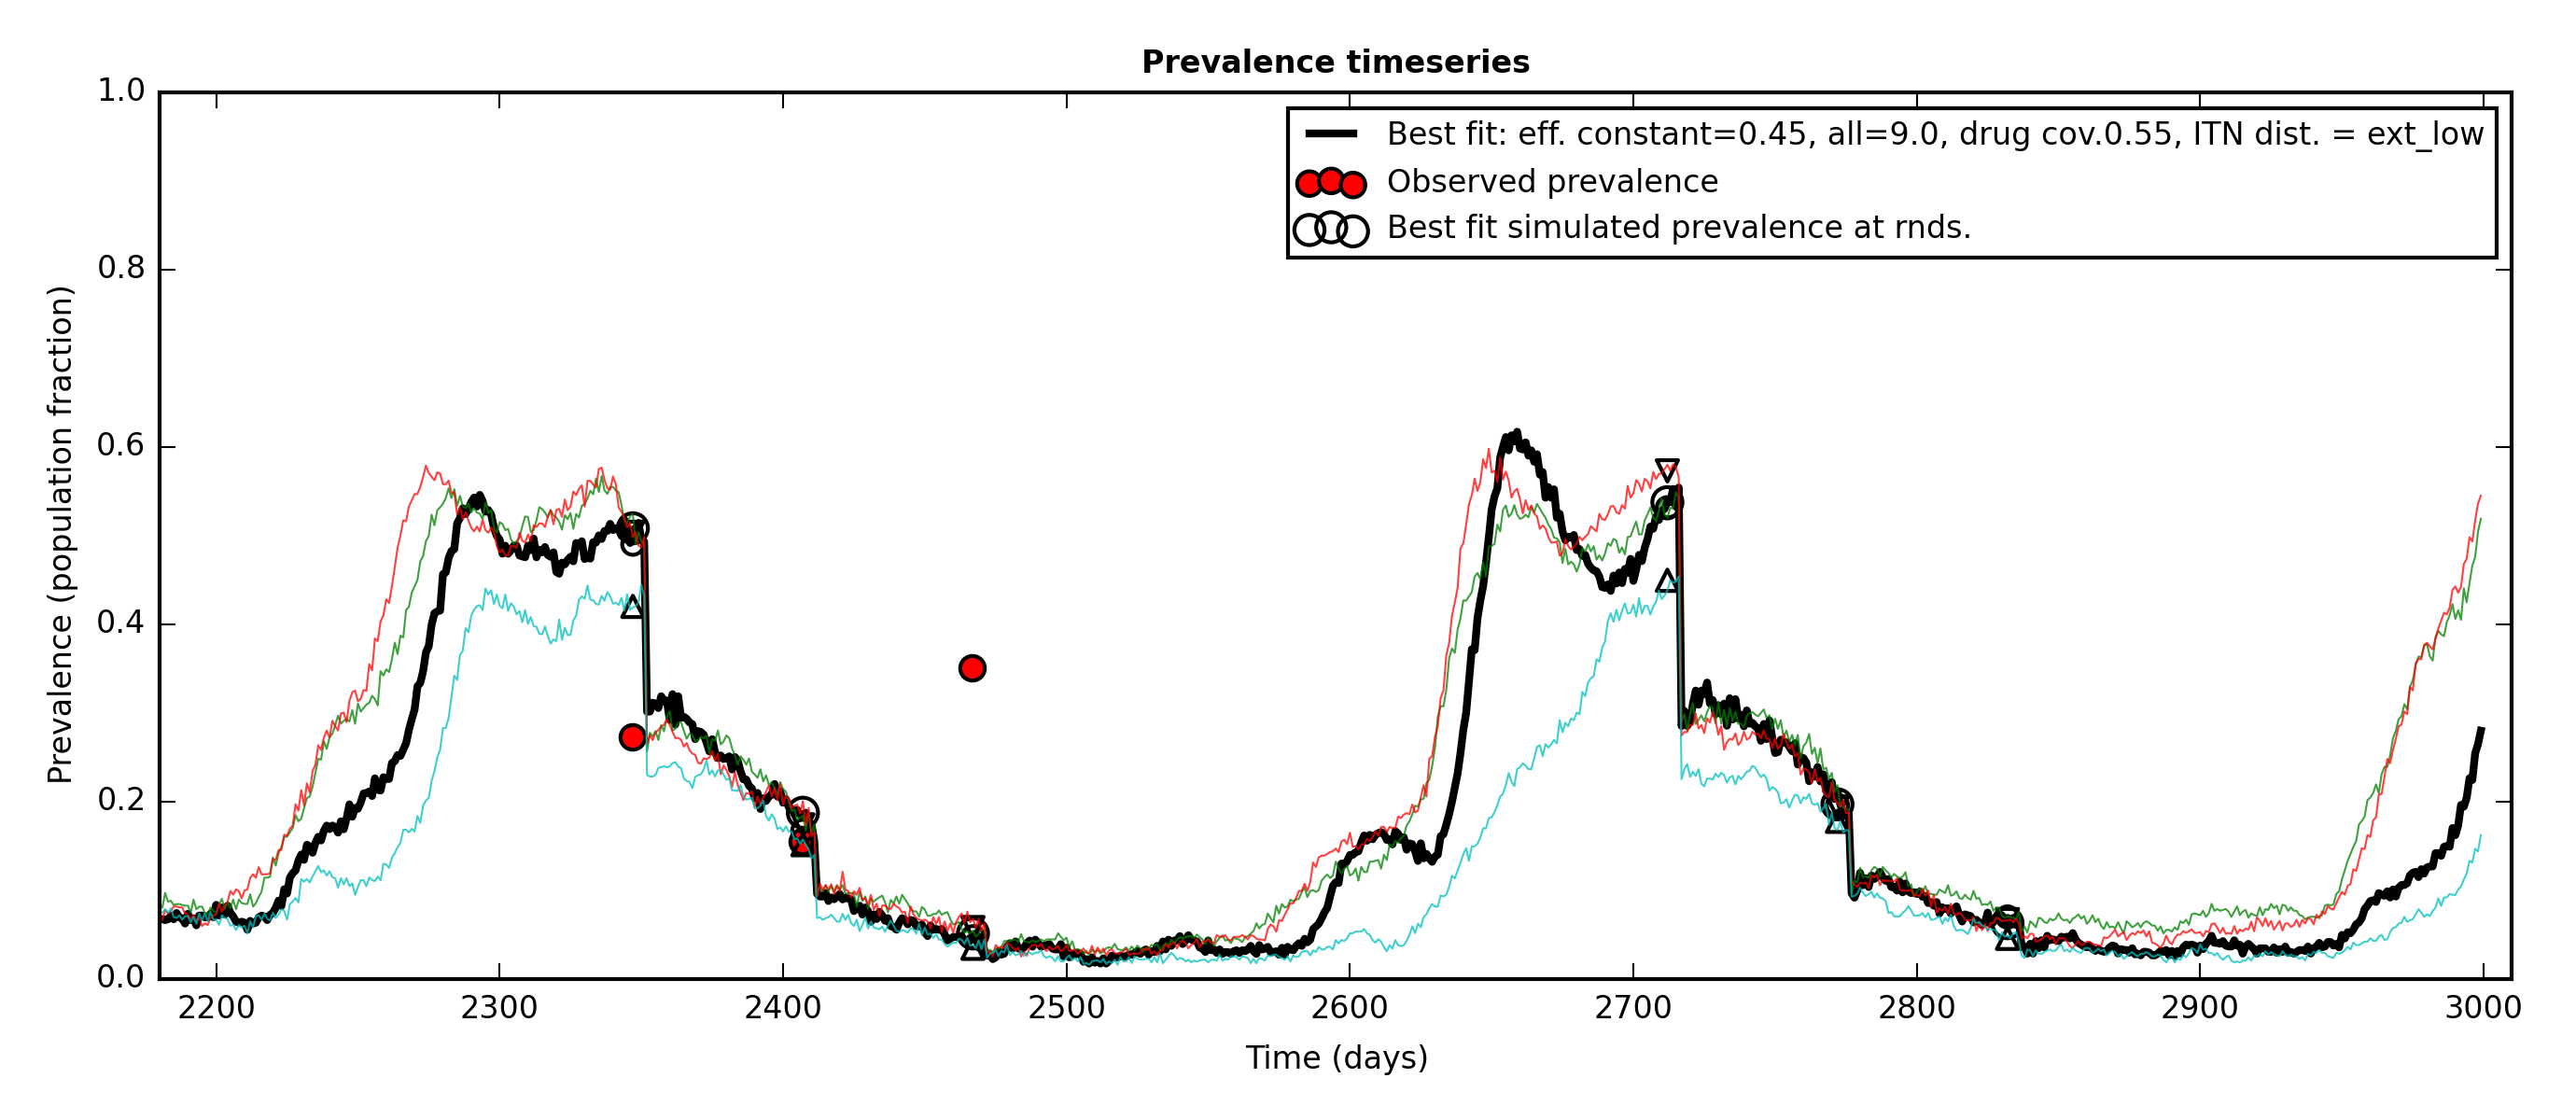 Prevalence timeseries
1.0
0.8
0.6
0.4
0.2
0.0
Prevalence (population fraction)
Best fit: eff. constant=0.45, all=9.0, drug cov.0.55, ITN dist. = ext_low
Observed prevalence
Best fit simulated prevalence at rnds.
2200 2300 2400 2500 2600 2700 2800 2900 3000
Time (days)